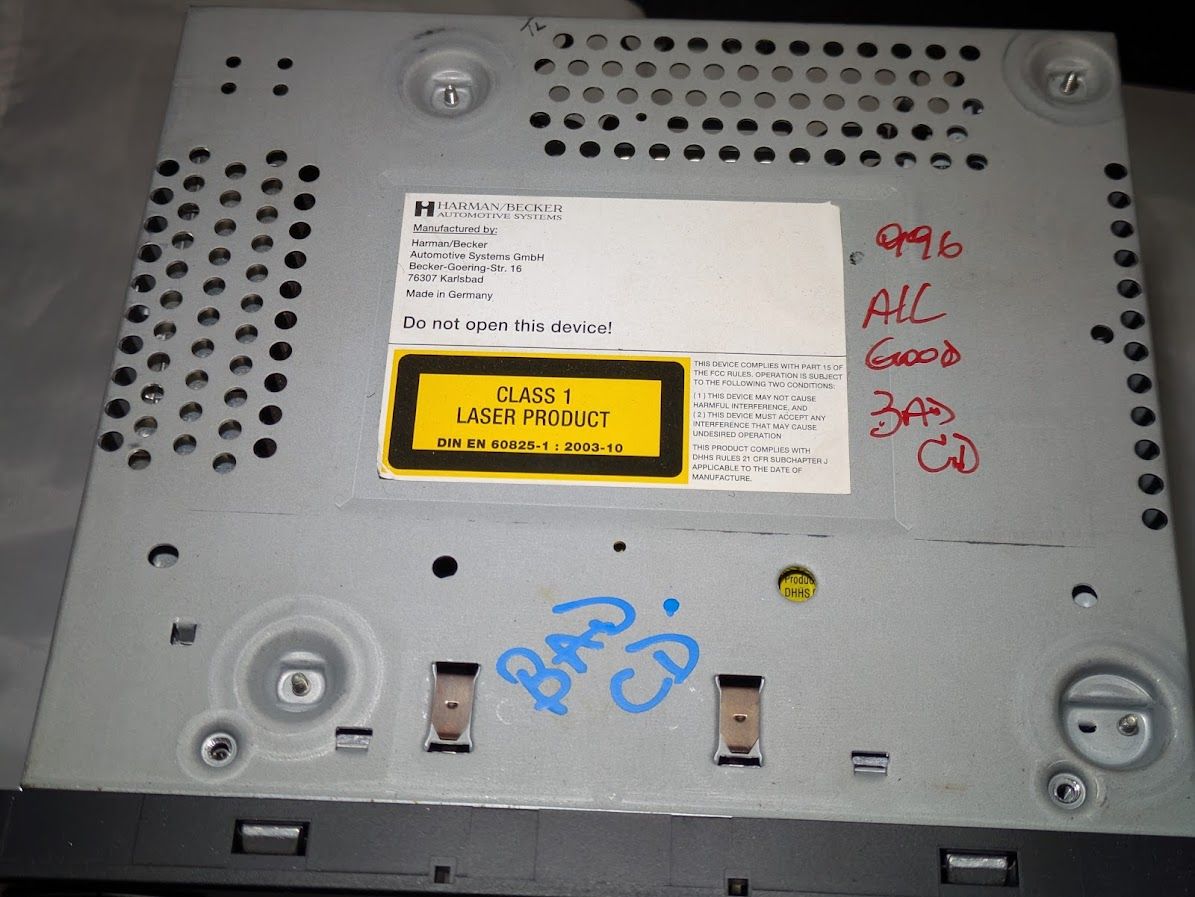 TL
HARMAN/BECKER
AUTOMOTIVE SYSTEMS
Manufactured by:
Harman/Becker
Automotive Systems GmbH
Becker-Goering-Str. 16
76307 Karlsbad
Made in Germany
Do not open this device!
CLASS 1
LASER PRODUCT
DIN EN 60825-1 : 2003-10
THIS DEVICE COMPLIES WITH PART 15 OF
THE FCC RULES. OPERATION IS SUBJECT
TO THE FOLLOWING TWO CONDITIONS:
( 1 ) THIS DEVICE MAY NOT CAUSE
HARMFUL INTERFERENCE, AND
( 2 ) THIS DEVICE MUST ACCEPT ANY
INTERFERENCE THAT MAY CAUSE
UNDESIRED OPERATION
THIS PRODUCT COMPLIES WITH
DHHS RULES 21 CFR SUBCHAPTER J
APPLICABLE TO THE DATE OF
MANUFACTURE.
996
ALL
GOOD
BAD
CD
Produ
DHHS
BAD
CD